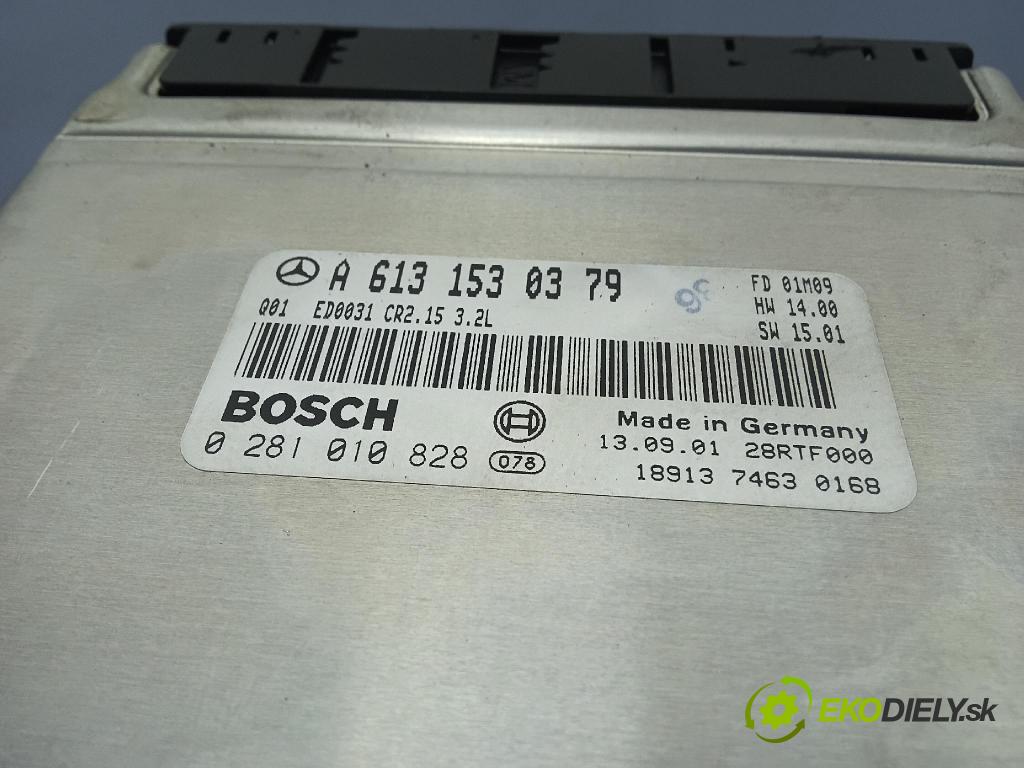 A 613 153 03 79
Q01 ED0031 CR2.15 3.2L
98
FD 01M09
HW 14.00
SW 15.01
BOSCH
0 281 010 828 078
Made in Germany
13.09.01 28RTF000
18913 7463 0168
EKODIELY.sk